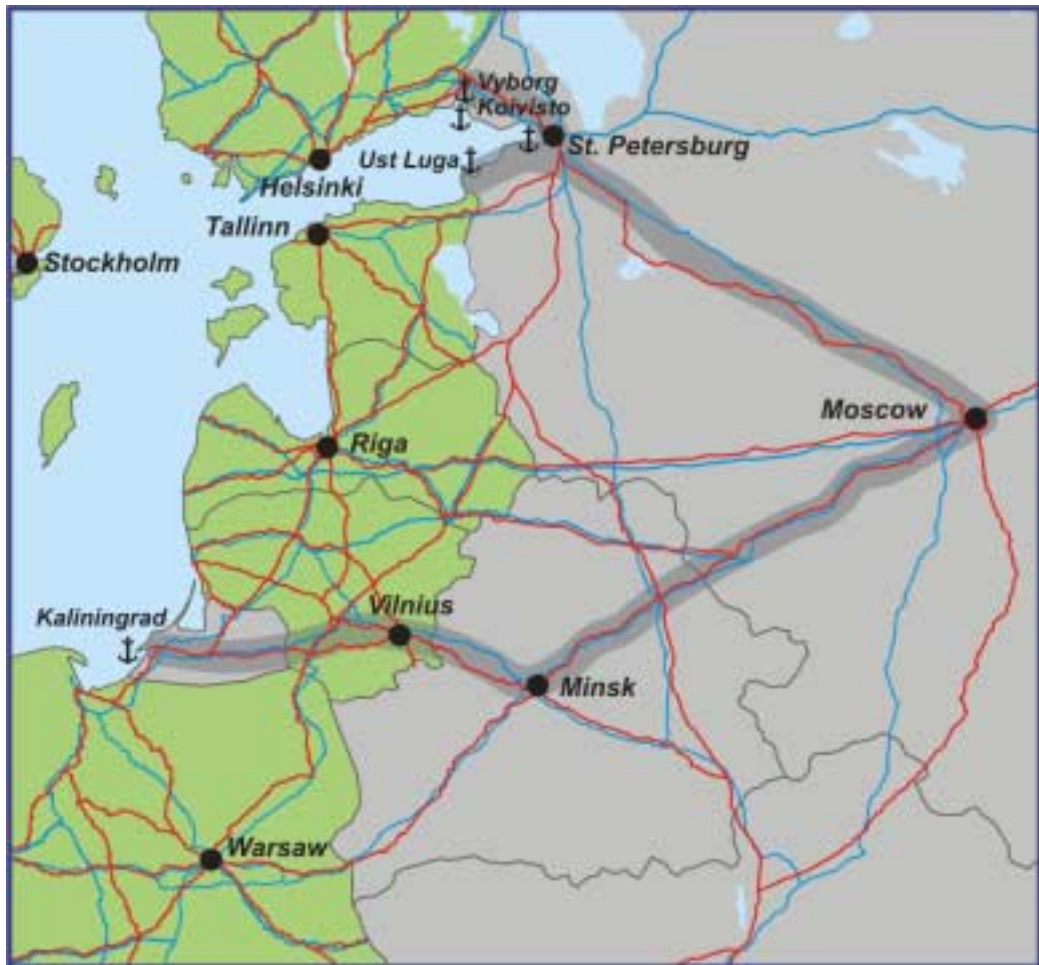 Vyborg
Koivisto
St. Petersburg
Ust Luga
Helsinki
Tallinn
Stockholm
Moscow
Riga
Kaliningrad
Vilnius
Minsk
Warsaw